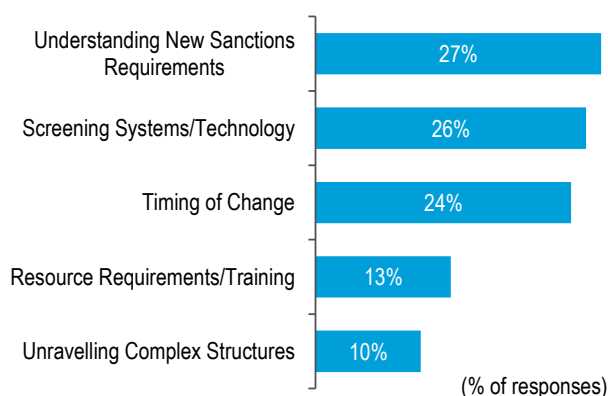 Understanding New Sanctions
Requirements
27%
Screening Systems/Technology
26%
Timing of Change
24%
Resource Requirements/Training
13%
Unravelling Complex Structures
10%
(% of responses)